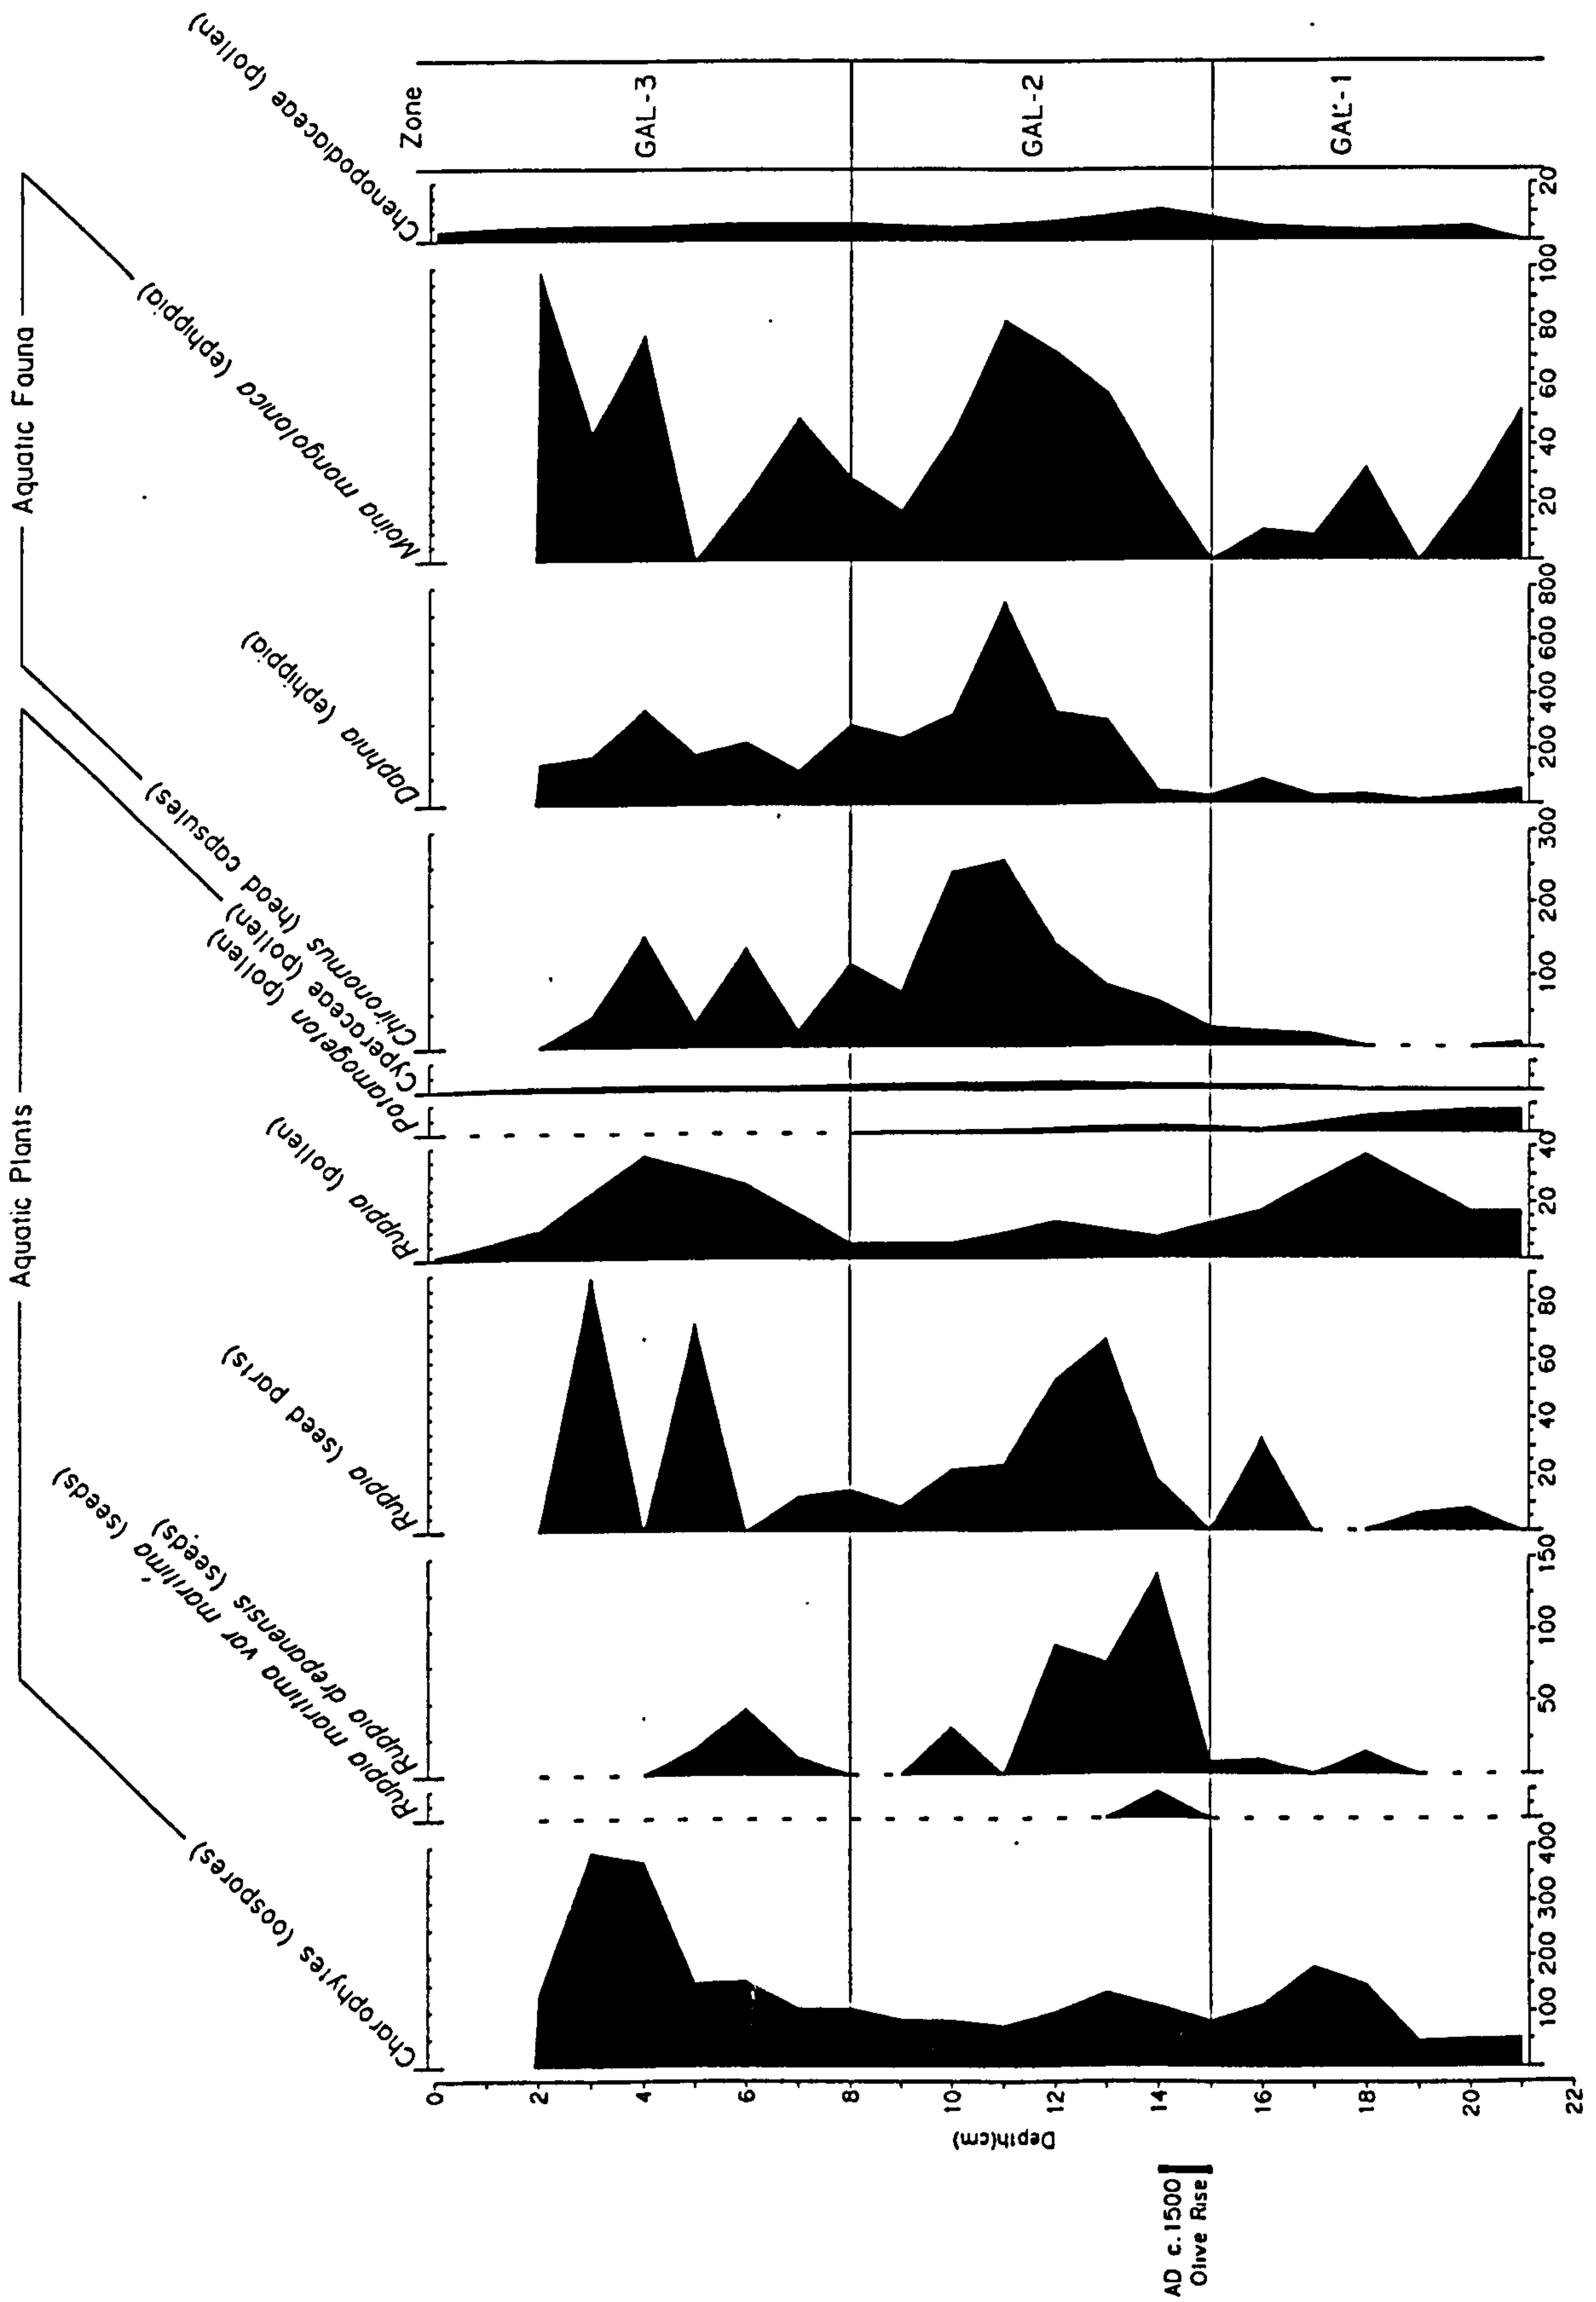 Aquatic Plants
Aquatic Fauna
Charophytes (oospores)
Ruppia maritima var maritima (seeds)
Ruppia drepanensis (seeds)
Ruppia (seed parts)
Ruppia (pollen)
Potamogeton (pollen)
Cyperaceae (pollen)
Chironomus (head capsules)
Daphnia (ephippia)
Moina mongolonica (ephippia)
Chenopodiaceae (pollen)
Zone
GAL-3
GAL-2
GAL-1
AD c.1500
Olive Rise
Depth(cm)
0
2
4
6
8
10
12
14
16
18
20
22
100 200 300 400
50 100 150
20 40 60 80
20 40
100 200 300
200 400 600 800
20 40 60 80 100
20